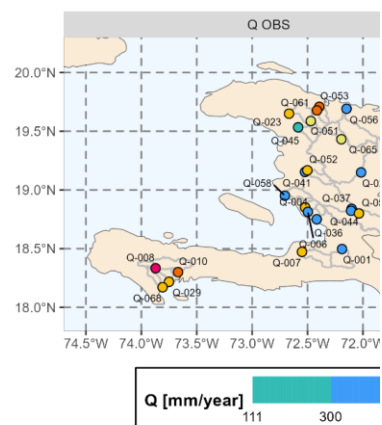 Q OBS
20.0°N
19.5°N
19.0°N
18.5°N
18.0°N
Q-053
Q-061
Q-056
Q-023
Q-051
Q-045
Q-065
Q-052
Q-058
Q-041
Q-004
Q-037
Q-044
Q-036
Q-006
Q-007
Q-001
Q-008
Q-010
Q-029
Q-068
74.5°W 74.0°W 73.5°W 73.0°W 72.5°W 72.0°W
Q [mm/year]
111 300